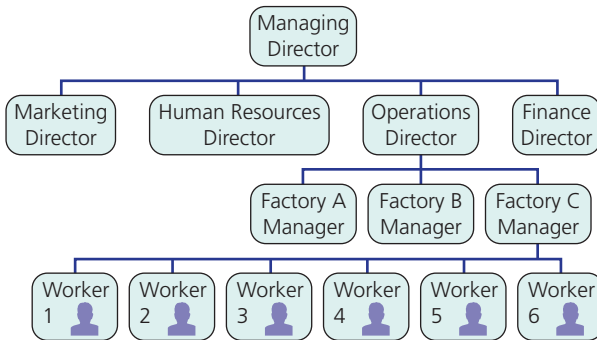 Managing
Director
Marketing
Director
Human Resources
Director
Operations
Director
Finance
Director
Factory A
Manager
Factory B
Manager
Factory C
Manager
Worker
1
Worker
2
Worker
3
Worker
4
Worker
5
Worker
6